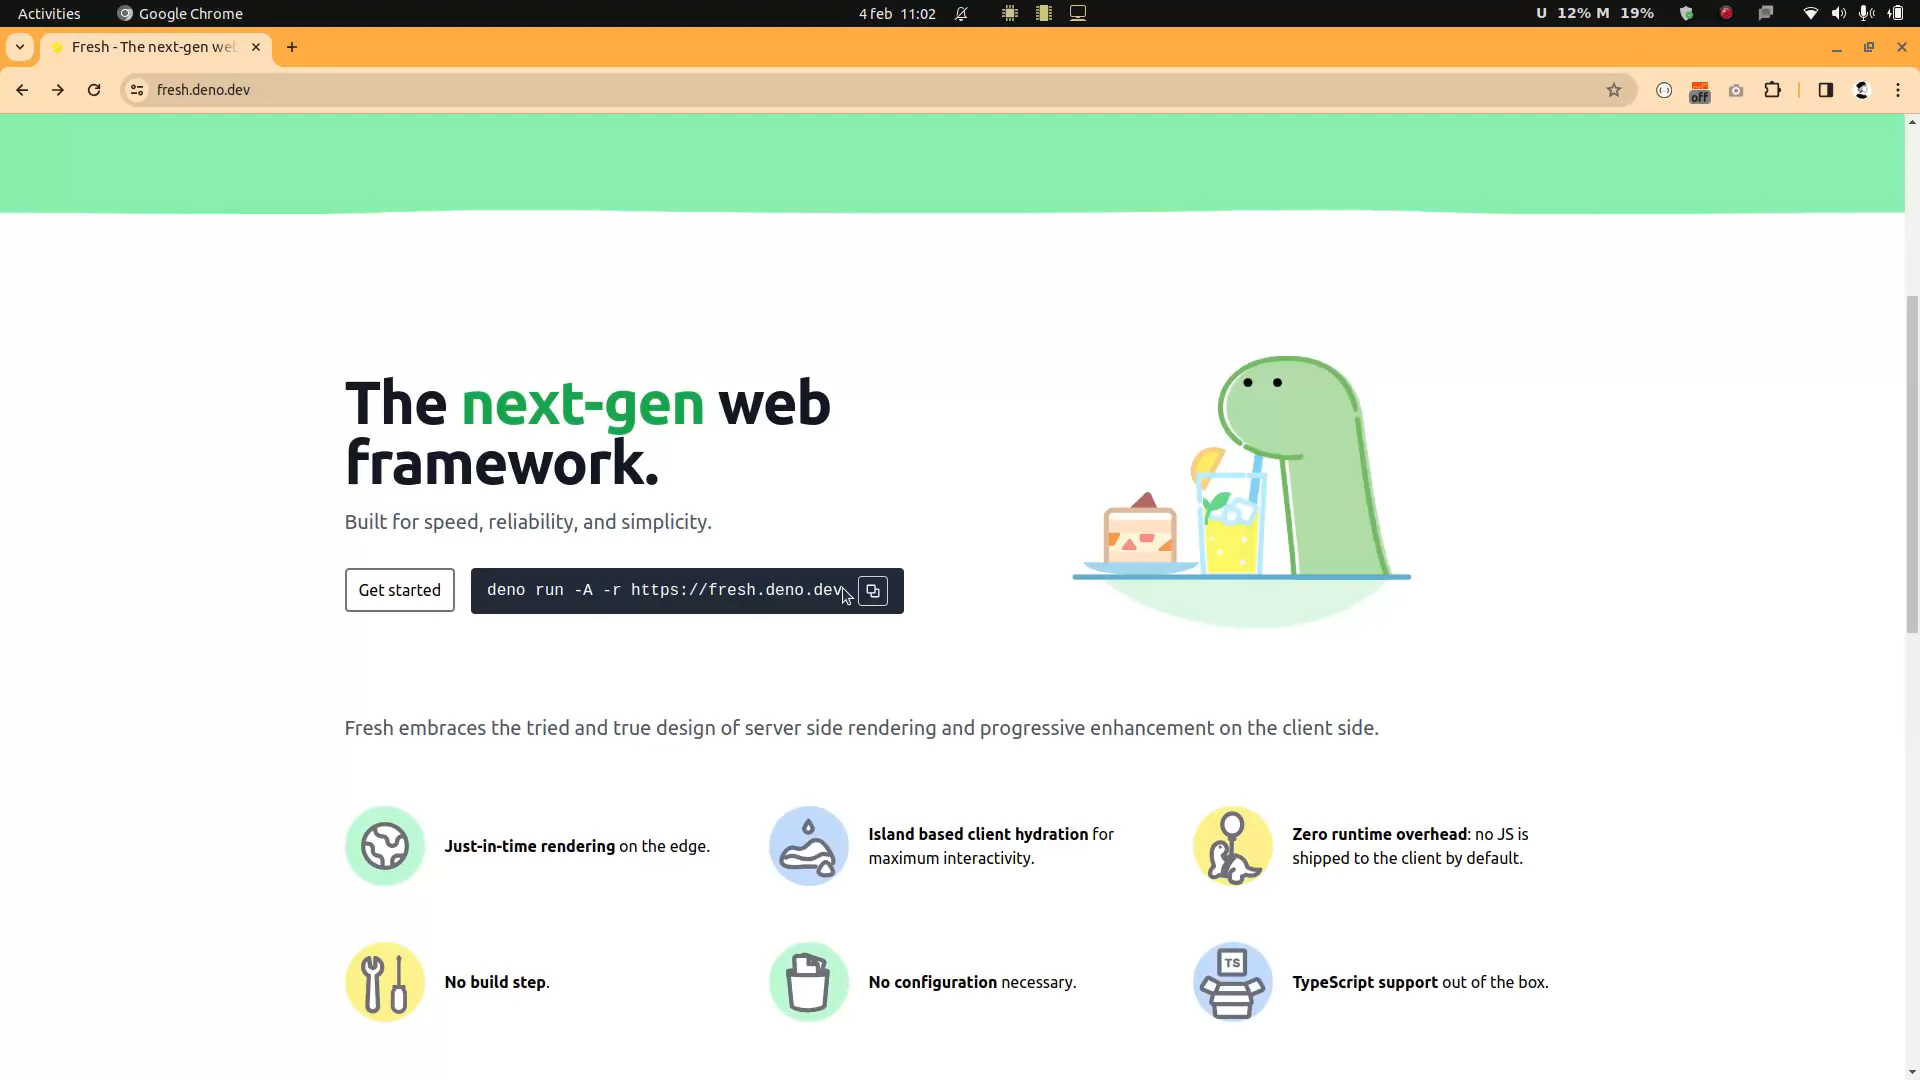 Activities Google Chrome 4 feb 11:02 U 12% M 19%
Fresh - The next-gen web
fresh.deno.dev off
The next-gen web
framework.
Built for speed, reliability, and simplicity.
Get started deno run -A -r https://fresh.deno.dev
Fresh embraces the tried and true design of server side rendering and progressive enhancement on the client side.
Just-in-time rendering on the edge.
Island based client hydration for
maximum interactivity.
Zero runtime overhead: no JS is
shipped to the client by default.
No build step.
No configuration necessary.
TS
TypeScript support out of the box.